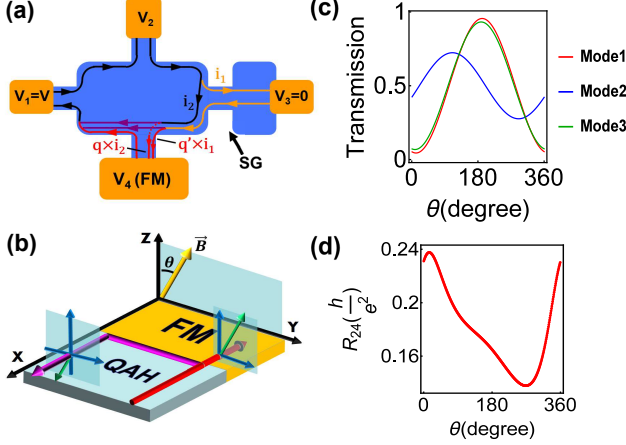 (a)
V₂
V₁=V
i₁
i₂
V₃=0
q×i₂
q'×i₁
SG
V₄ (FM)
(b)
Z
B⃗
θ
FM
Y
X
QAH
(c)
Transmission
1
0.5
0
0
180
360
θ(degree)
Mode1
Mode2
Mode3
(d)
R₂₄(h/e²)
0.24
0.2
0.16
0
180
360
θ(degree)